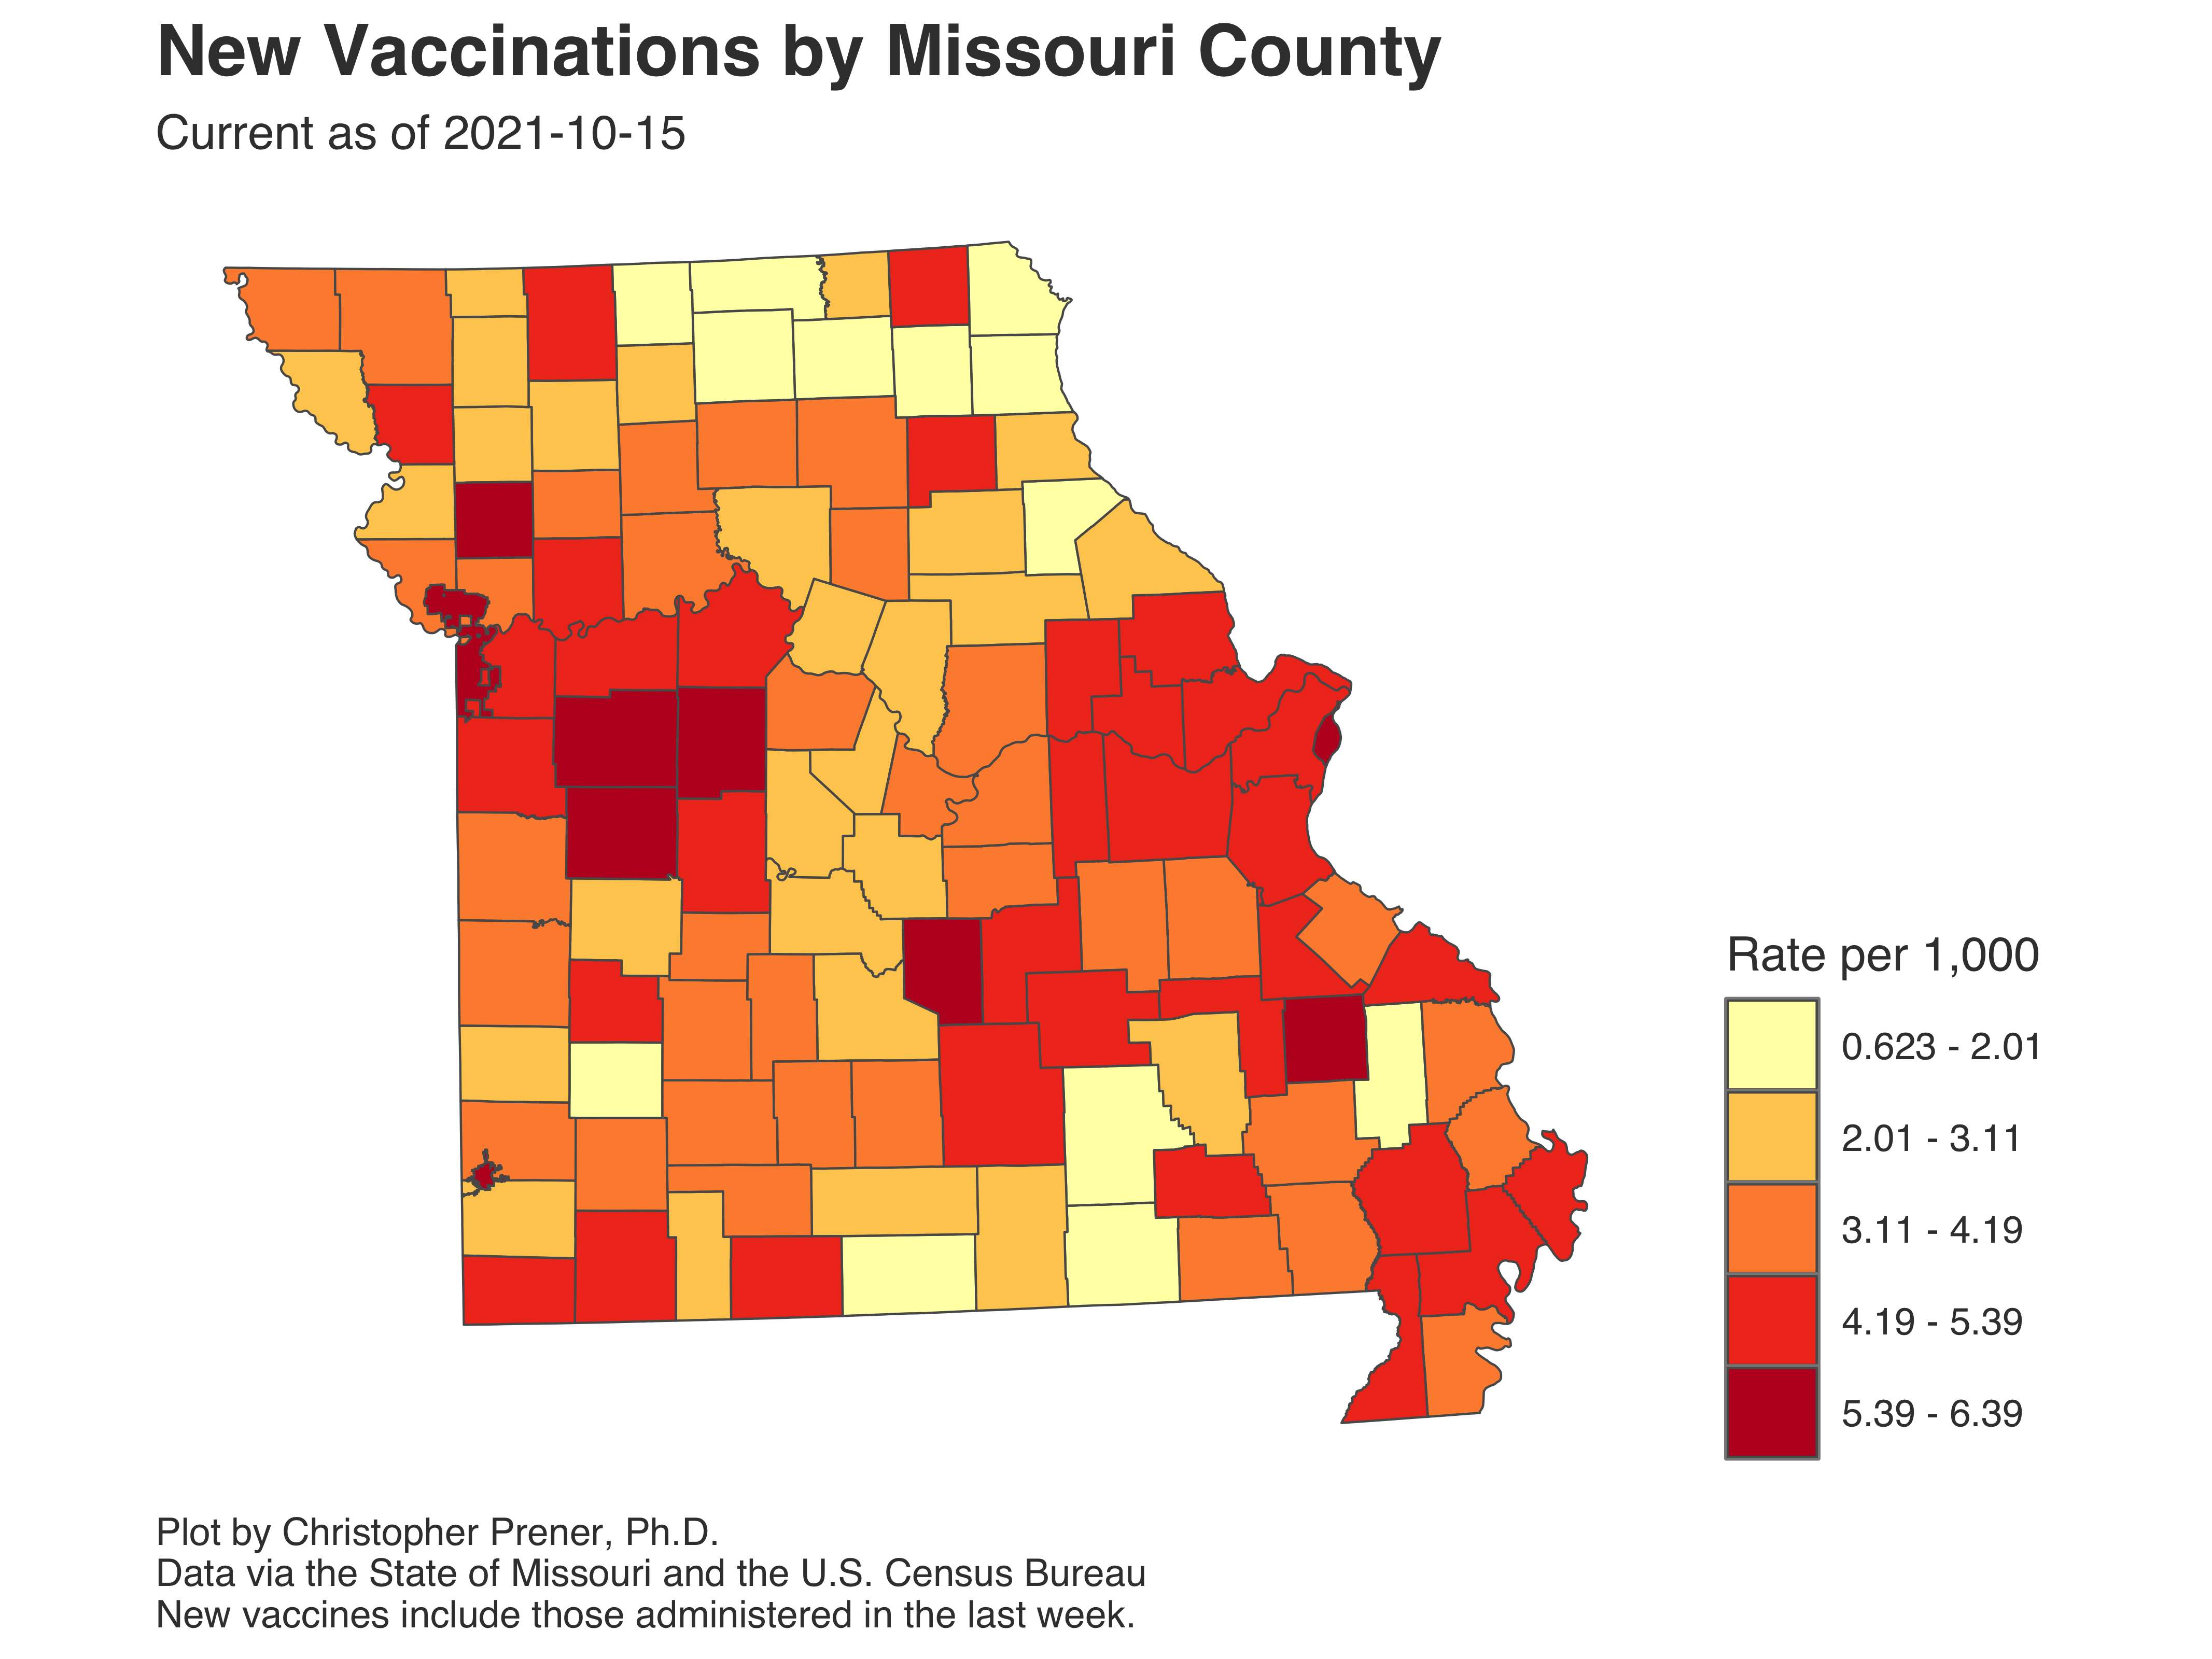 New Vaccinations by Missouri County
Current as of 2021-10-15
Rate per 1,000
0.623 - 2.01
2.01 - 3.11
3.11 - 4.19
4.19 - 5.39
5.39 - 6.39
Plot by Christopher Prener, Ph.D.
Data via the State of Missouri and the U.S. Census Bureau
New vaccines include those administered in the last week.